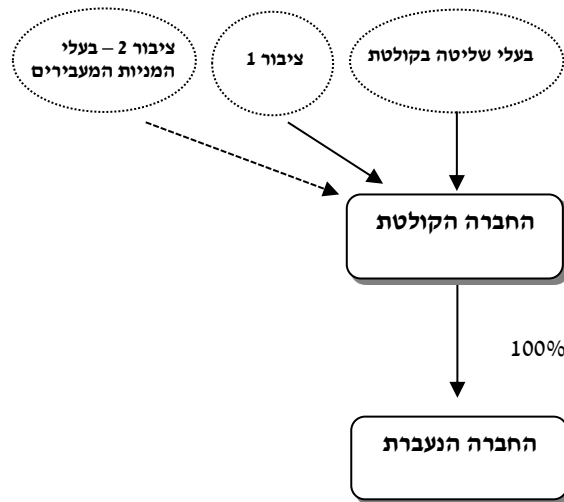 בעלי שליטה בקולטת
ציבור 1
ציבור 2 – בעלי
המניות המעבירים
החברה הקולטת
100%
החברה הנעברת